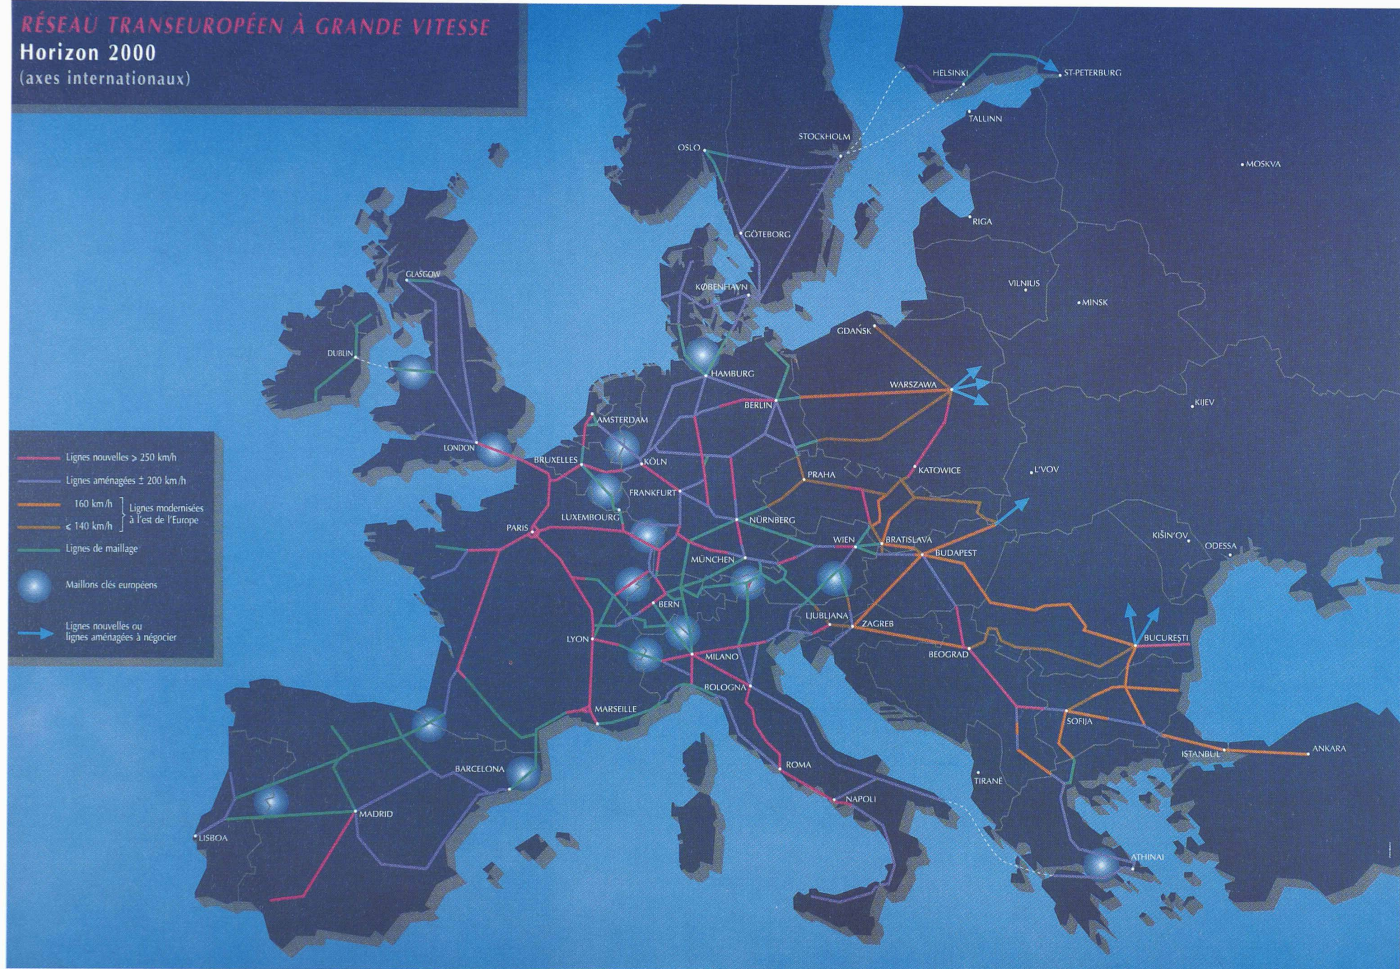 RÉSEAU TRANSEUROPÉEN À GRANDE VITESSE
Horizon 2000
(axes internationaux)
HELSINKI
ST-PETERBURG
TALLINN
STOCKHOLM
OSLO
MOSKVA
RIGA
GÖTEBORG
GLASGOW
KØBENHAVN
VILNIUS
MINSK
GDAŃSK
DUBLIN
HAMBURG
WARSZAWA
BERLIN
KIJEV
AMSTERDAM
LONDON
BRUXELLES
KÖLN
PRAHA
KATOWICE
L'VOV
FRANKFURT
LUXEMBOURG
NÜRNBERG
PARIS
WIEN
BRATISLAVA
BUDAPEST
KIŠIN'OV
ODESSA
MÜNCHEN
BERN
LJUBLJANA
ZAGREB
LYON
MILANO
BEOGRAD
BUCUREŞTI
BOLOGNA
MARSEILLE
SOFIJA
ISTANBUL
ANKARA
BARCELONA
ROMA
TIRANË
NAPOLI
MADRID
LISBOA
ATHINAI
Lignes nouvelles > 250 km/h
Lignes aménagées ± 200 km/h
160 km/h
Lignes modernisées
à l'est de l'Europe
≤ 140 km/h
Lignes de maillage
Maillons clés européens
Lignes nouvelles ou
lignes aménagées à négocier